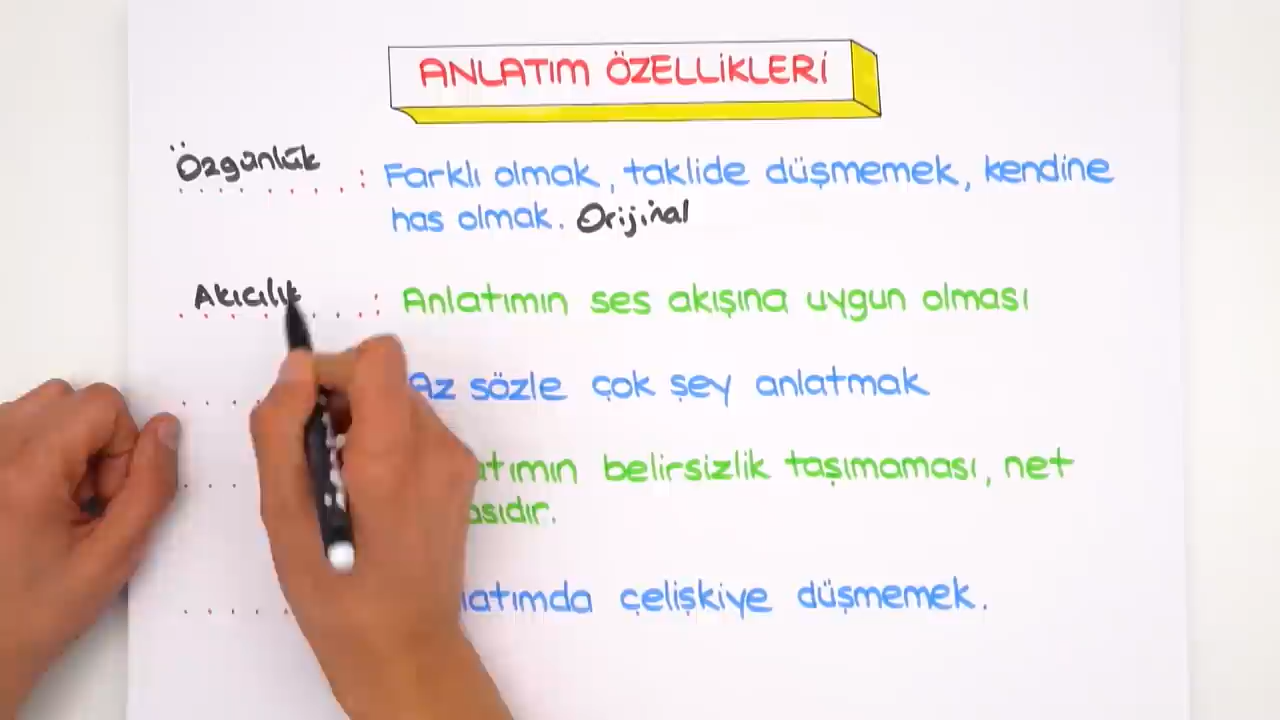 ANLATIM ÖZELLİKLERİ
Özgünlük : Farklı olmak, taklide düşmemek, kendine
has olmak. Orijinal
Akıcılık : Anlatımın ses akışına uygun olması
Az sözle çok şey anlatmak
belirsizlik taşımaması, net
çelişkiye düşmemek.